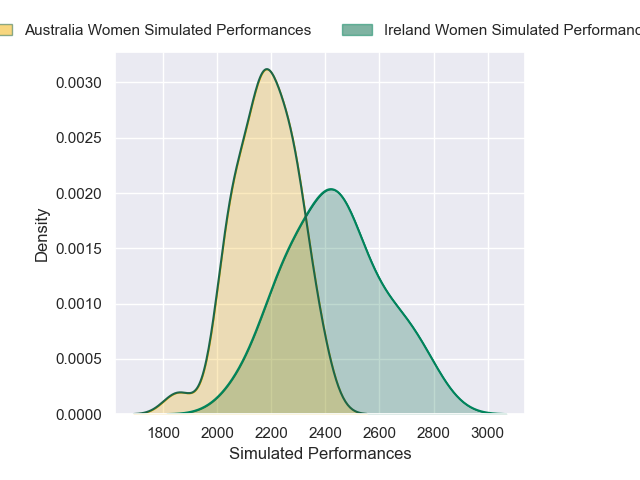 Australia Women Simulated Performances Ireland Women Simulated
0.0030
0.0025
0.0020
0.0015
0.0010
0.0005
0.0000
Density
1800 2000 2200 2400 2600 2800 3000
Simulated Performances